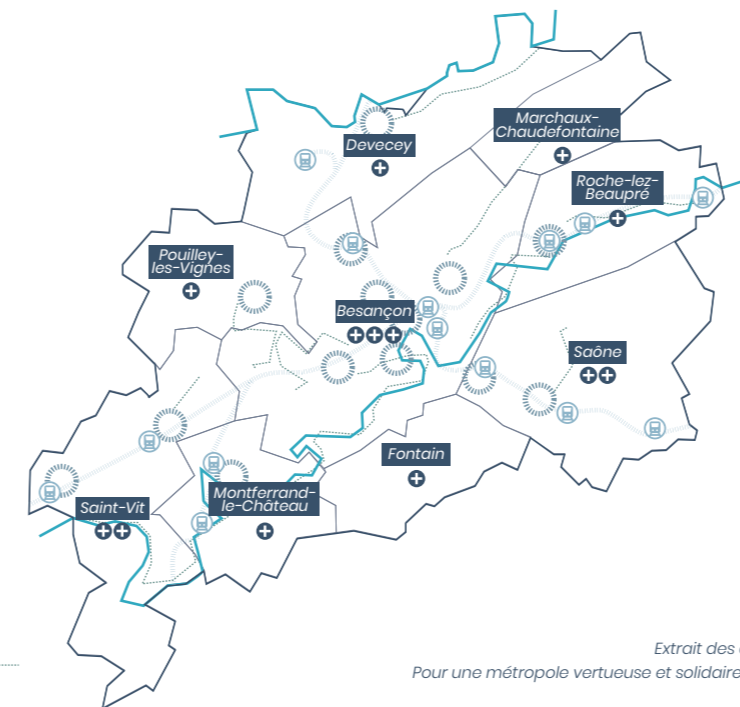 Devecey
Marchaux-
Chaudefontaine
Roche-lez-
Beaupré
Pouilley-
les-Vignes
Besançon
Saône
Fontain
Montferrand-
le-Château
Saint-Vit
Extrait des
Pour une métropole vertueuse et solidaire